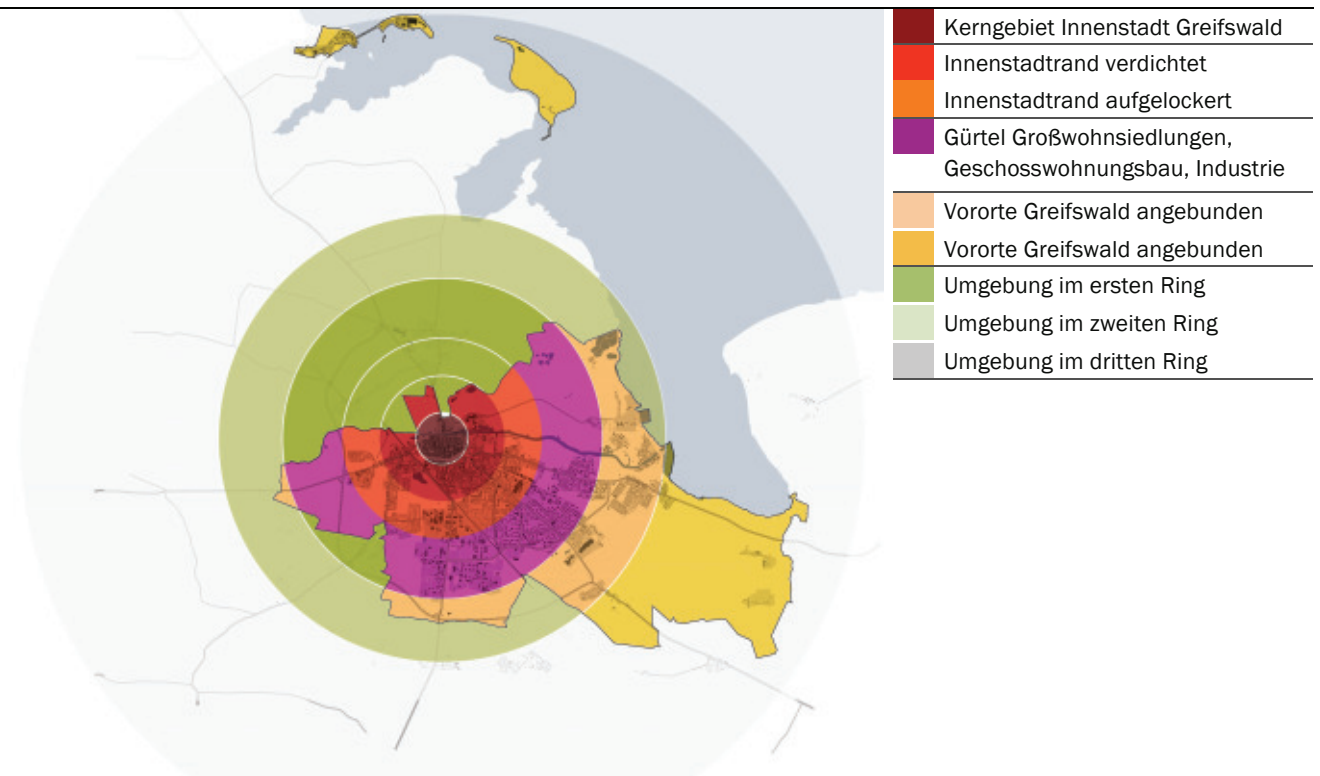 Kerngebiet Innenstadt Greifswald
Innenstadtrand verdichtet
Innenstadtrand aufgelockert
Gürtel Großwohnsiedlungen,
Geschosswohnungsbau, Industrie
Vororte Greifswald angebunden
Vororte Greifswald angebunden
Umgebung im ersten Ring
Umgebung im zweiten Ring
Umgebung im dritten Ring